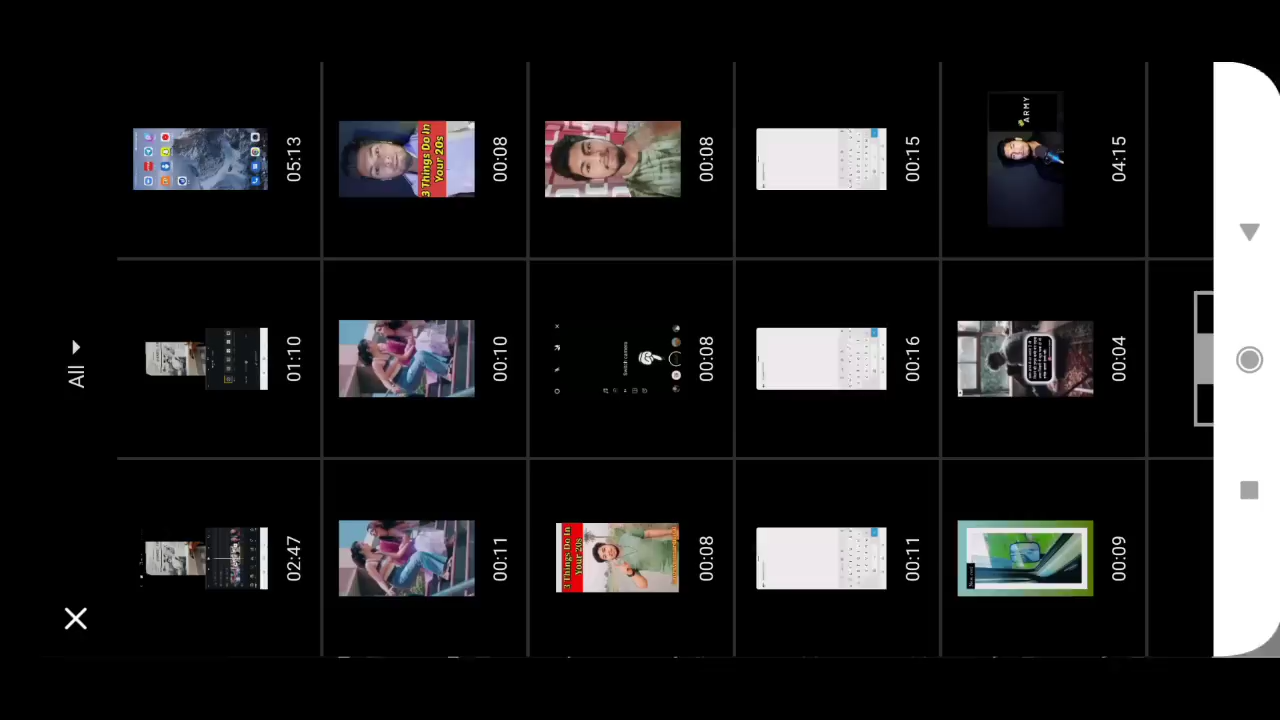 All
02:47
01:10
05:13
3 Things Do In
Your 20s
00:11
00:10
00:08
3 Things Do In
Your 20s
Switch camera
00:08
00:08
00:08
00:11
00:16
00:15
ARMY
00:09
00:04
04:15